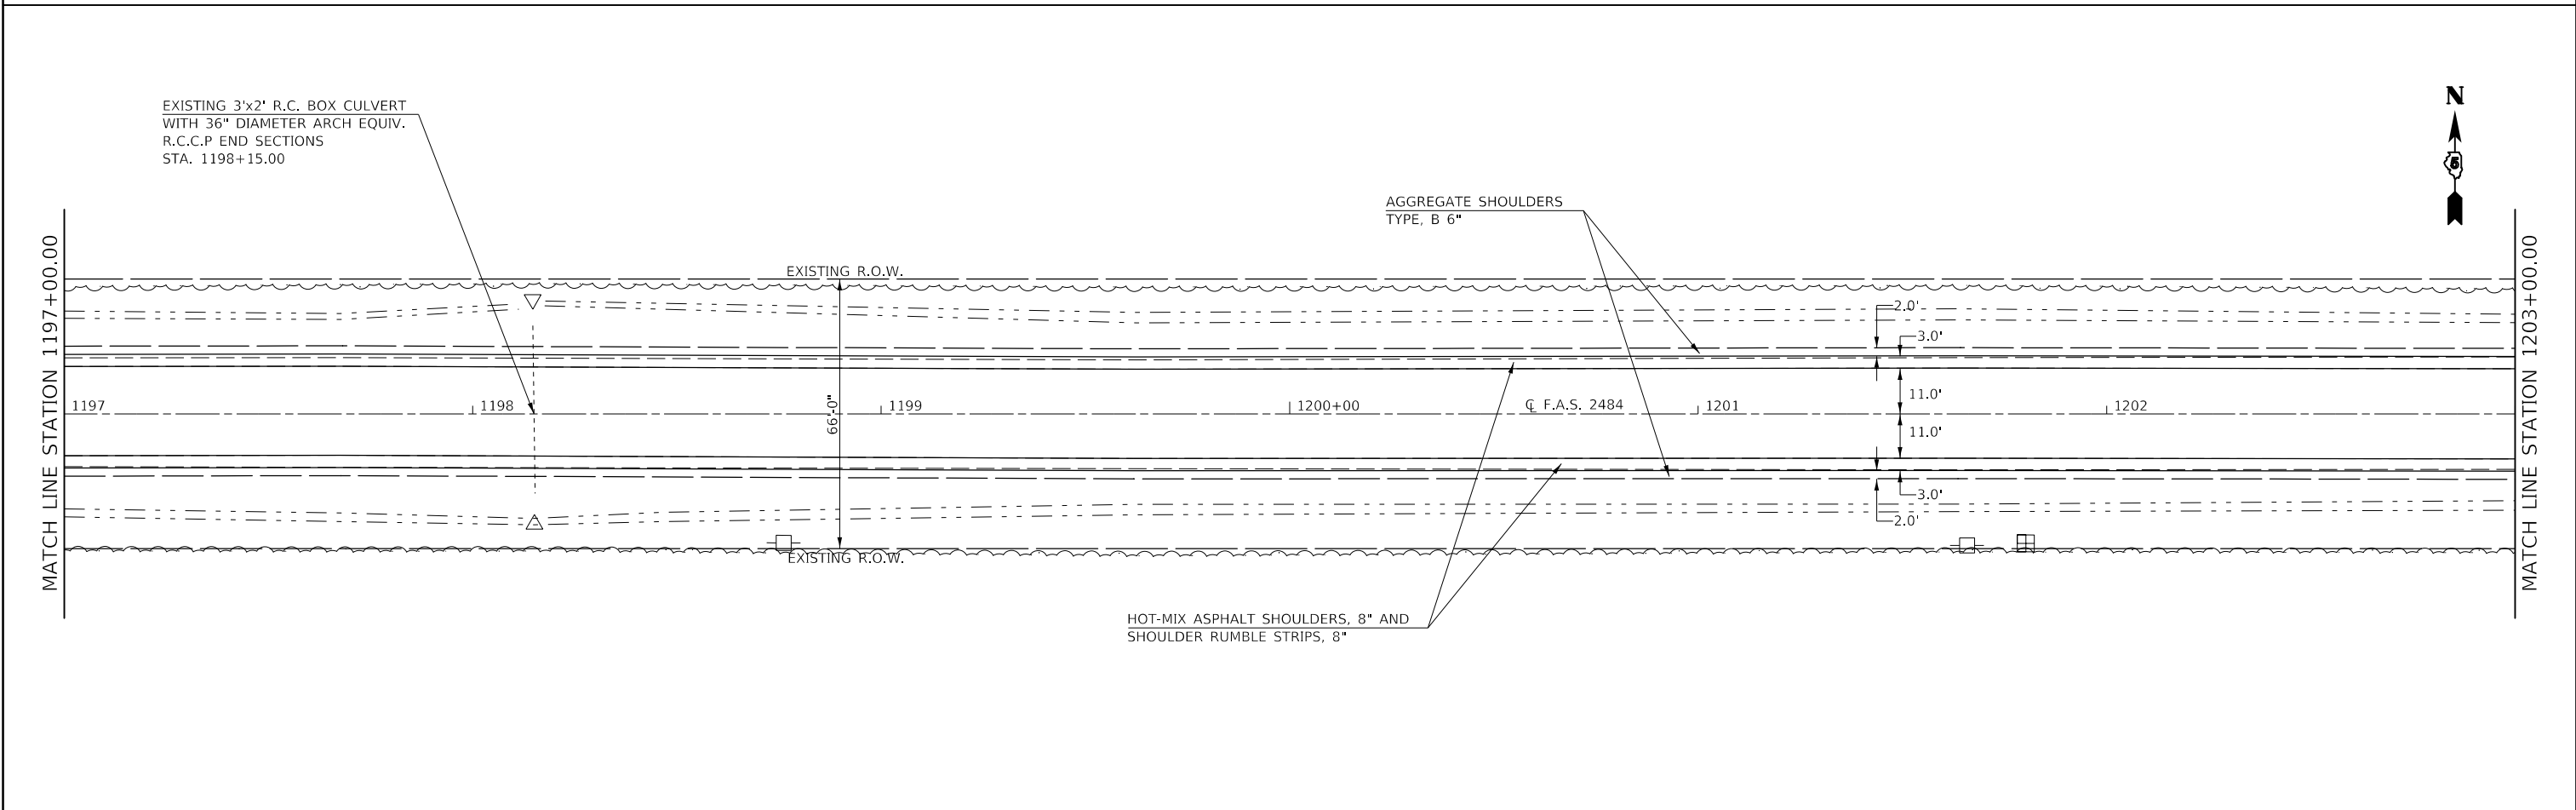 EXISTING 3'x2' R.C. BOX CULVERT
WITH 36" DIAMETER ARCH EQUIV.
R.C.C.P END SECTIONS
STA. 1198+15.00
N
5
AGGREGATE SHOULDERS
TYPE, B 6"
MATCH LINE STATION 1197+00.00
MATCH LINE STATION 1203+00.00
EXISTING R.O.W.
2.0'
3.0'
11.0'
1197
1198
66'-0"
1199
1200+00
℄ F.A.S. 2484
1201
1202
11.0'
3.0'
2.0'
EXISTING R.O.W.
HOT-MIX ASPHALT SHOULDERS, 8" AND
SHOULDER RUMBLE STRIPS, 8"